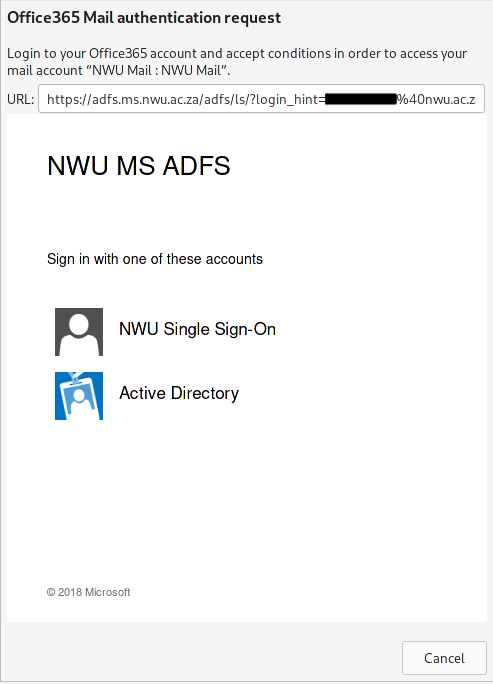 Office365 Mail authentication request
Login to your Office365 account and accept conditions in order to access your
mail account “NWU Mail : NWU Mail”.
URL: https://adfs.ms.nwu.ac.za/adfs/ls/?login_hint= %40nwu.ac.z
NWU MS ADFS
Sign in with one of these accounts
NWU Single Sign-On
Active Directory
© 2018 Microsoft
Cancel